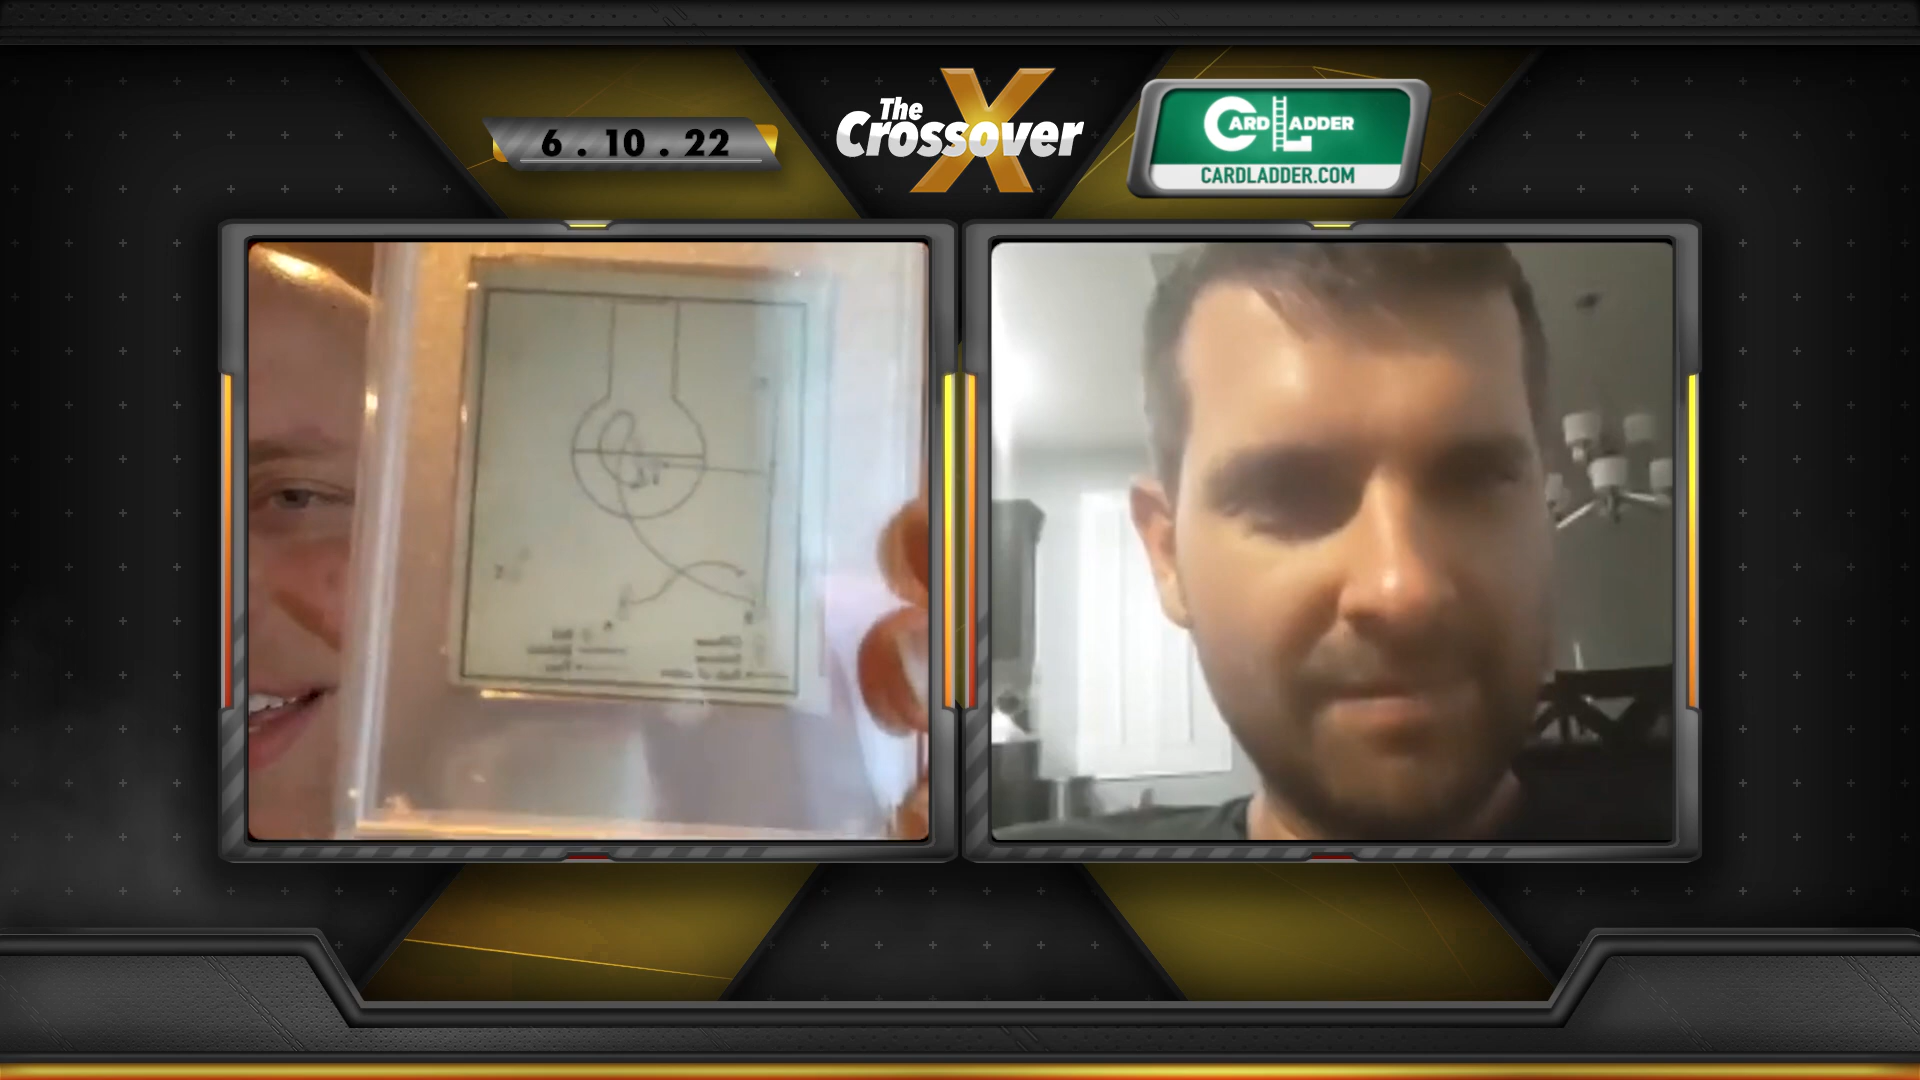 6 . 10 . 22
The
Crossover
X
CARD LADDER
CARDLADDER.COM